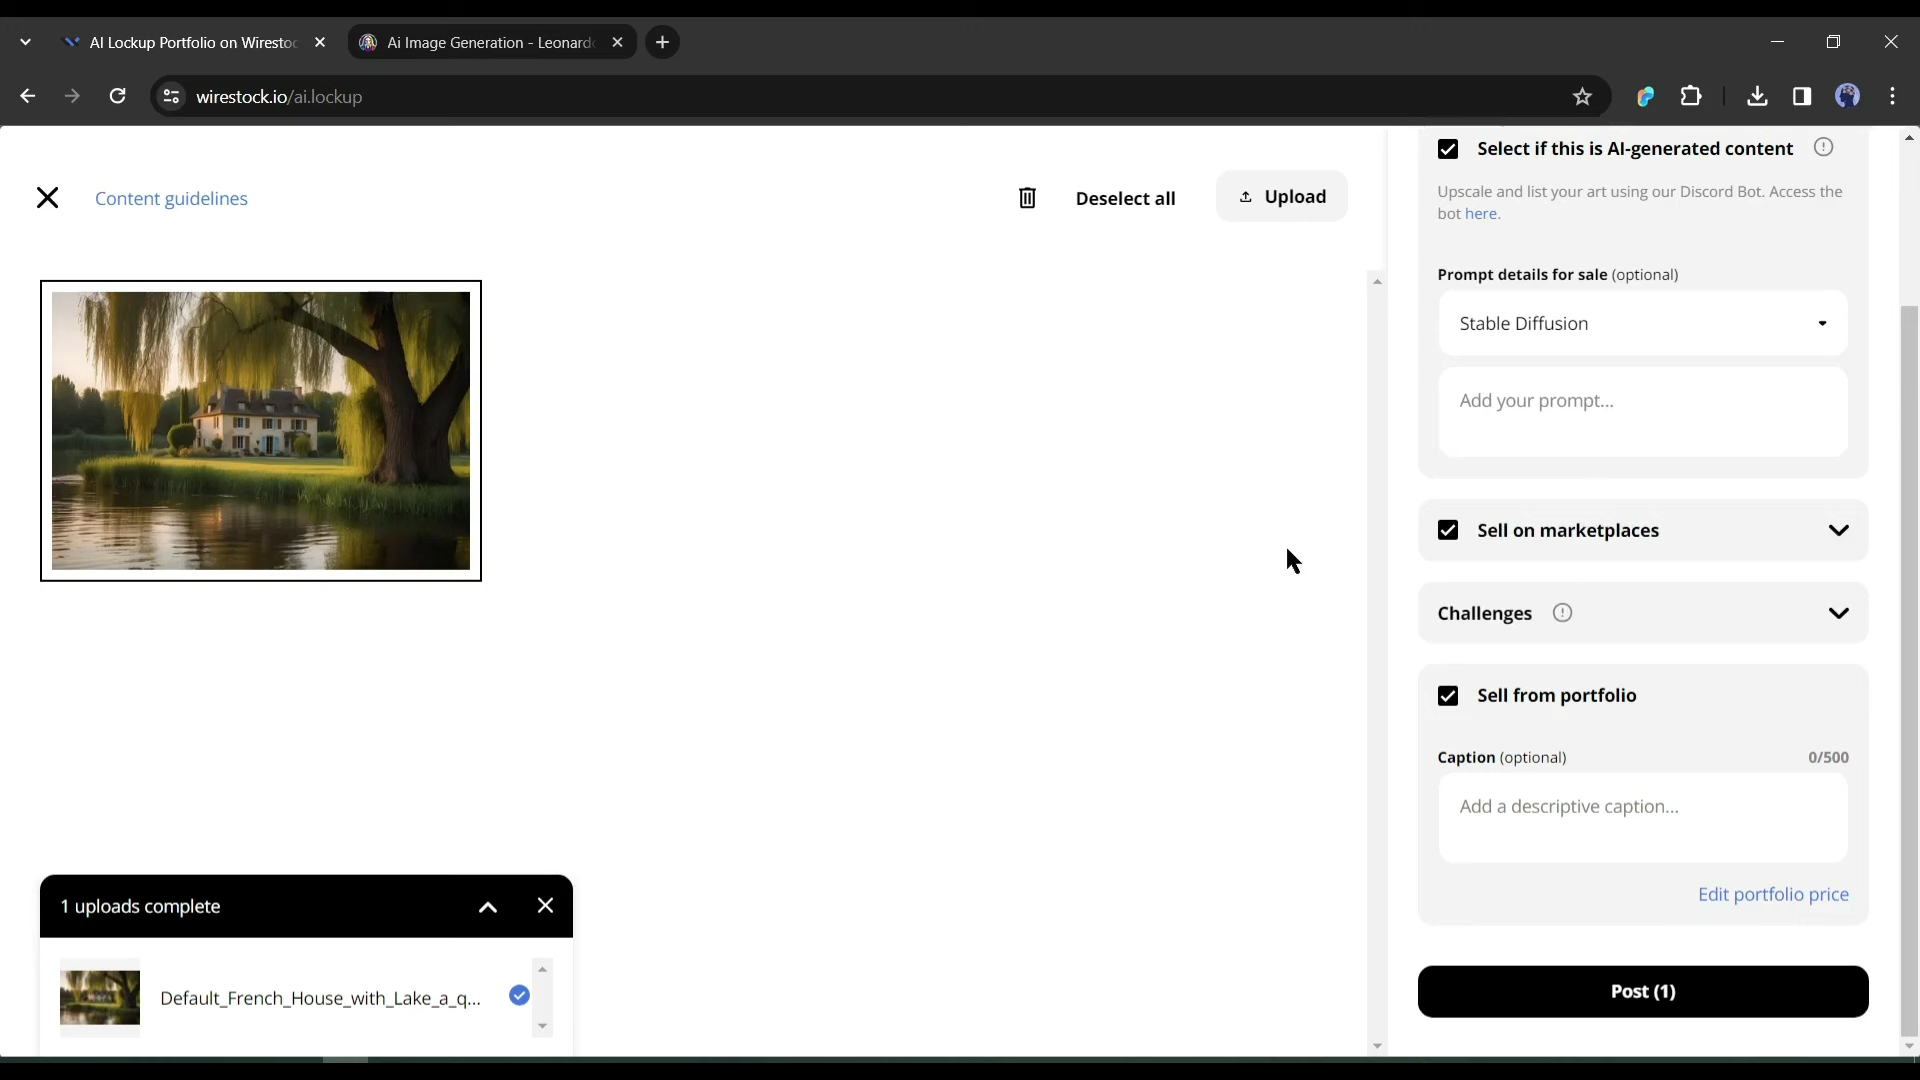 AI Lockup Portfolio on Wirestoc
Ai Image Generation - Leonardo
wirestock.io/ai.lockup
Content guidelines
Deselect all
Upload
Select if this is AI-generated content
Upscale and list your art using our Discord Bot. Access the
bot here.
Prompt details for sale (optional)
Stable Diffusion
Add your prompt...
Sell on marketplaces
Challenges
Sell from portfolio
Caption (optional) 0/500
Add a descriptive caption...
Edit portfolio price
Post (1)
1 uploads complete
Default_French_House_with_Lake_a_q...